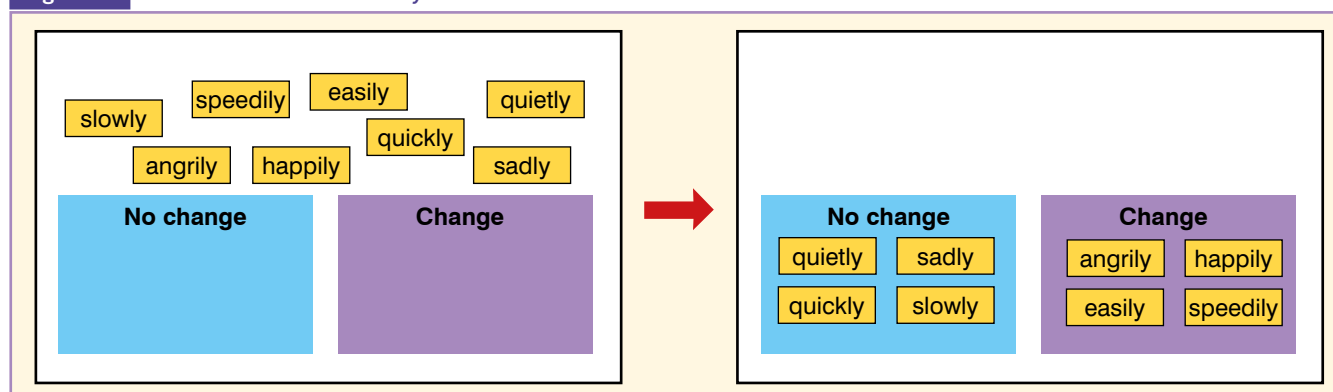 slowly speedily easily quietly
angrily happily quickly sadly
No change Change
No change Change
quietly sadly angrily happily
quickly slowly easily speedily